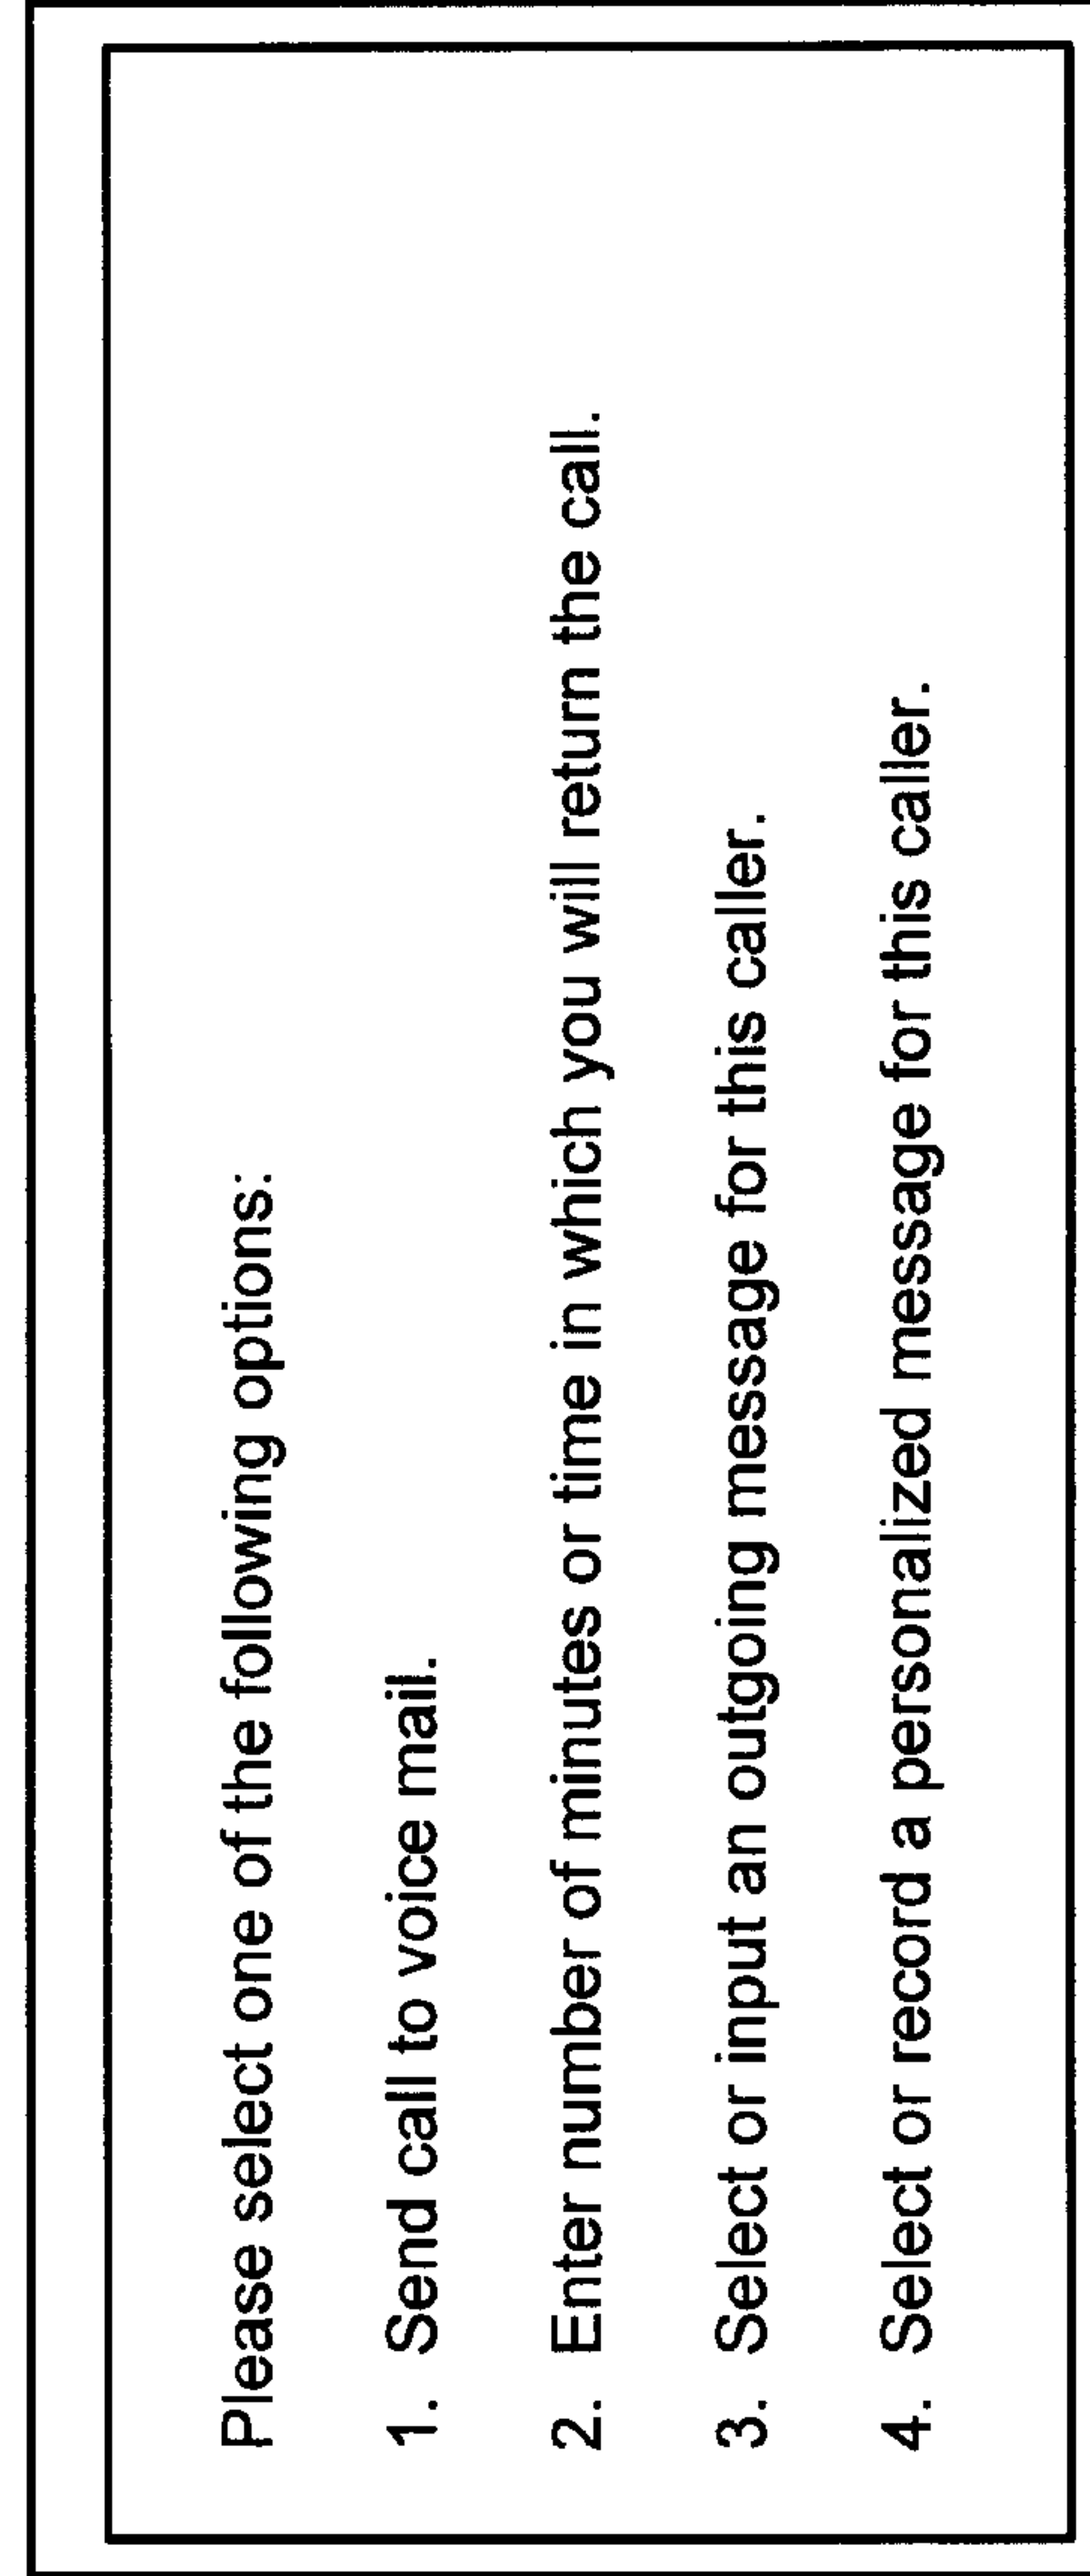 Please select one of the following options:
1. Send call to voice mail.
2. Enter number of minutes or time in which you will return the call.
3. Select or input an outgoing message for this caller.
4. Select or record a personalized message for this caller.